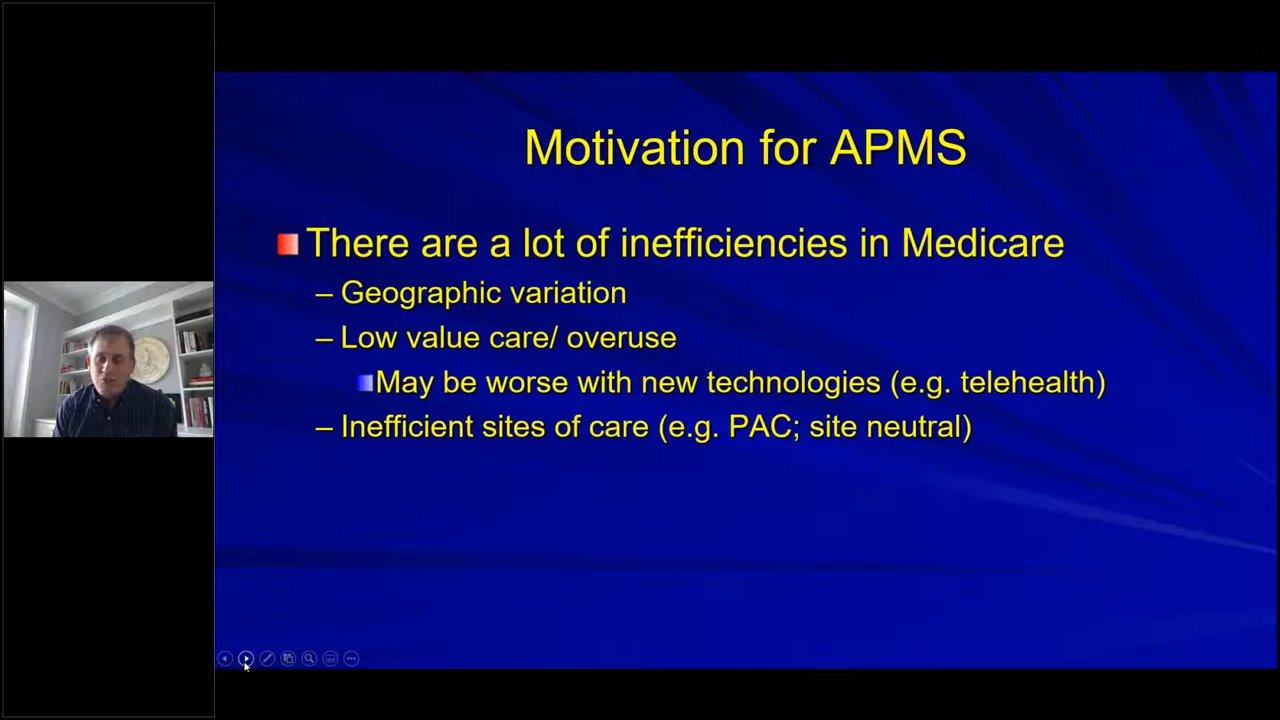 Motivation for APMS
There are a lot of inefficiencies in Medicare
– Geographic variation
– Low value care/ overuse
May be worse with new technologies (e.g. telehealth)
– Inefficient sites of care (e.g. PAC; site neutral)